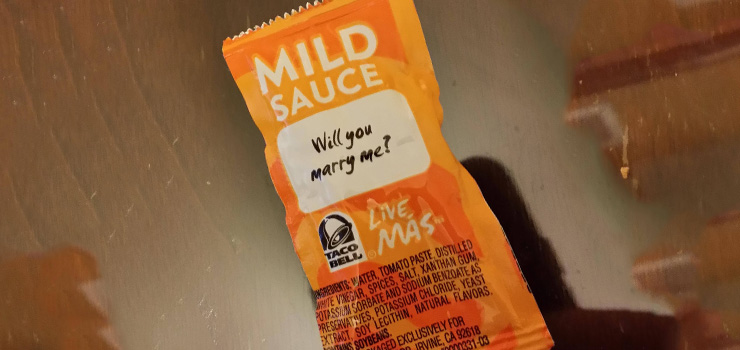 MILD
SAUCE
Will you
marry me?
LIVE
MÁS
TACO
BELL
INGREDIENTS: WATER, TOMATO PASTE, DISTILLED
WHITE VINEGAR, SPICES, SALT, XANTHAN GUM,
POTASSIUM SORBATE AND SODIUM BENZOATE AS
PRESERVATIVES, POTASSIUM CHLORIDE, YEAST
EXTRACT, SOY LECITHIN, NATURAL FLAVORS.
SOYBEANS.
EXCLUSIVELY FOR
IRVINE, CA 92618